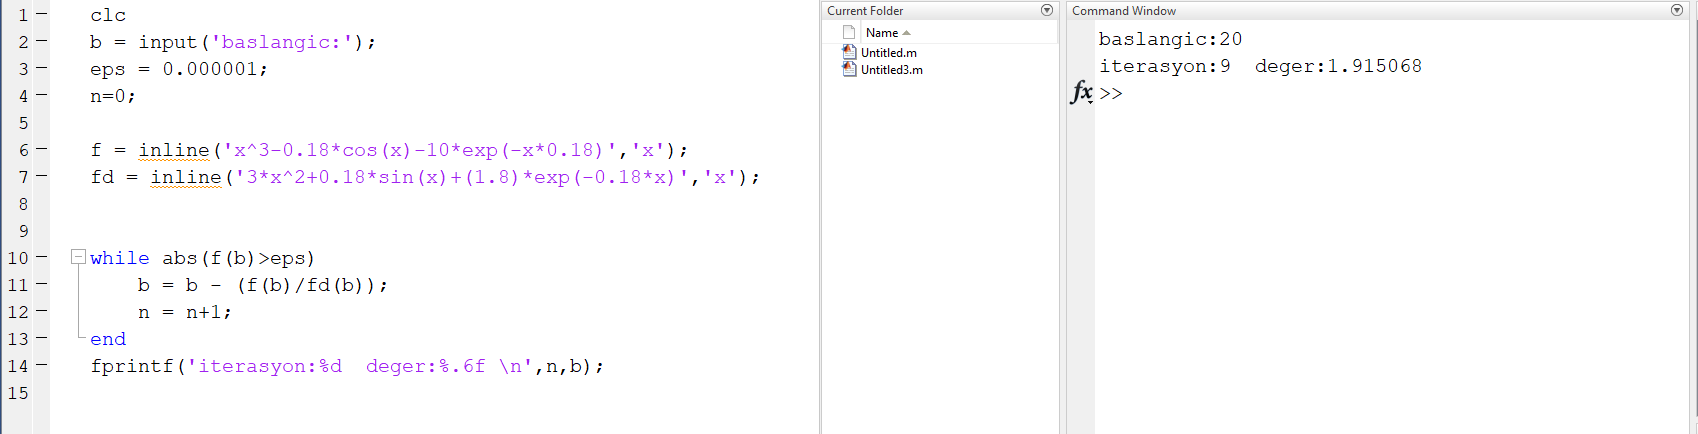 1 clc
2 b = input('baslangic:');
3 eps = 0.000001;
4 n=0;
5
6 f = inline('x^3-0.18*cos(x)-10*exp(-x*0.18)','x');
7 fd = inline('3*x^2+0.18*sin(x)+(1.8)*exp(-0.18*x)','x');
8
9
10 while abs(f(b)>eps)
11 b = b - (f(b)/fd(b));
12 n = n+1;
13 end
14 fprintf('iterasyon:%d  deger:%.6f \n',n,b);
15
Current Folder
Name
Untitled.m
Untitled3.m
Command Window
baslangic:20
iterasyon:9  deger:1.915068
fx >>